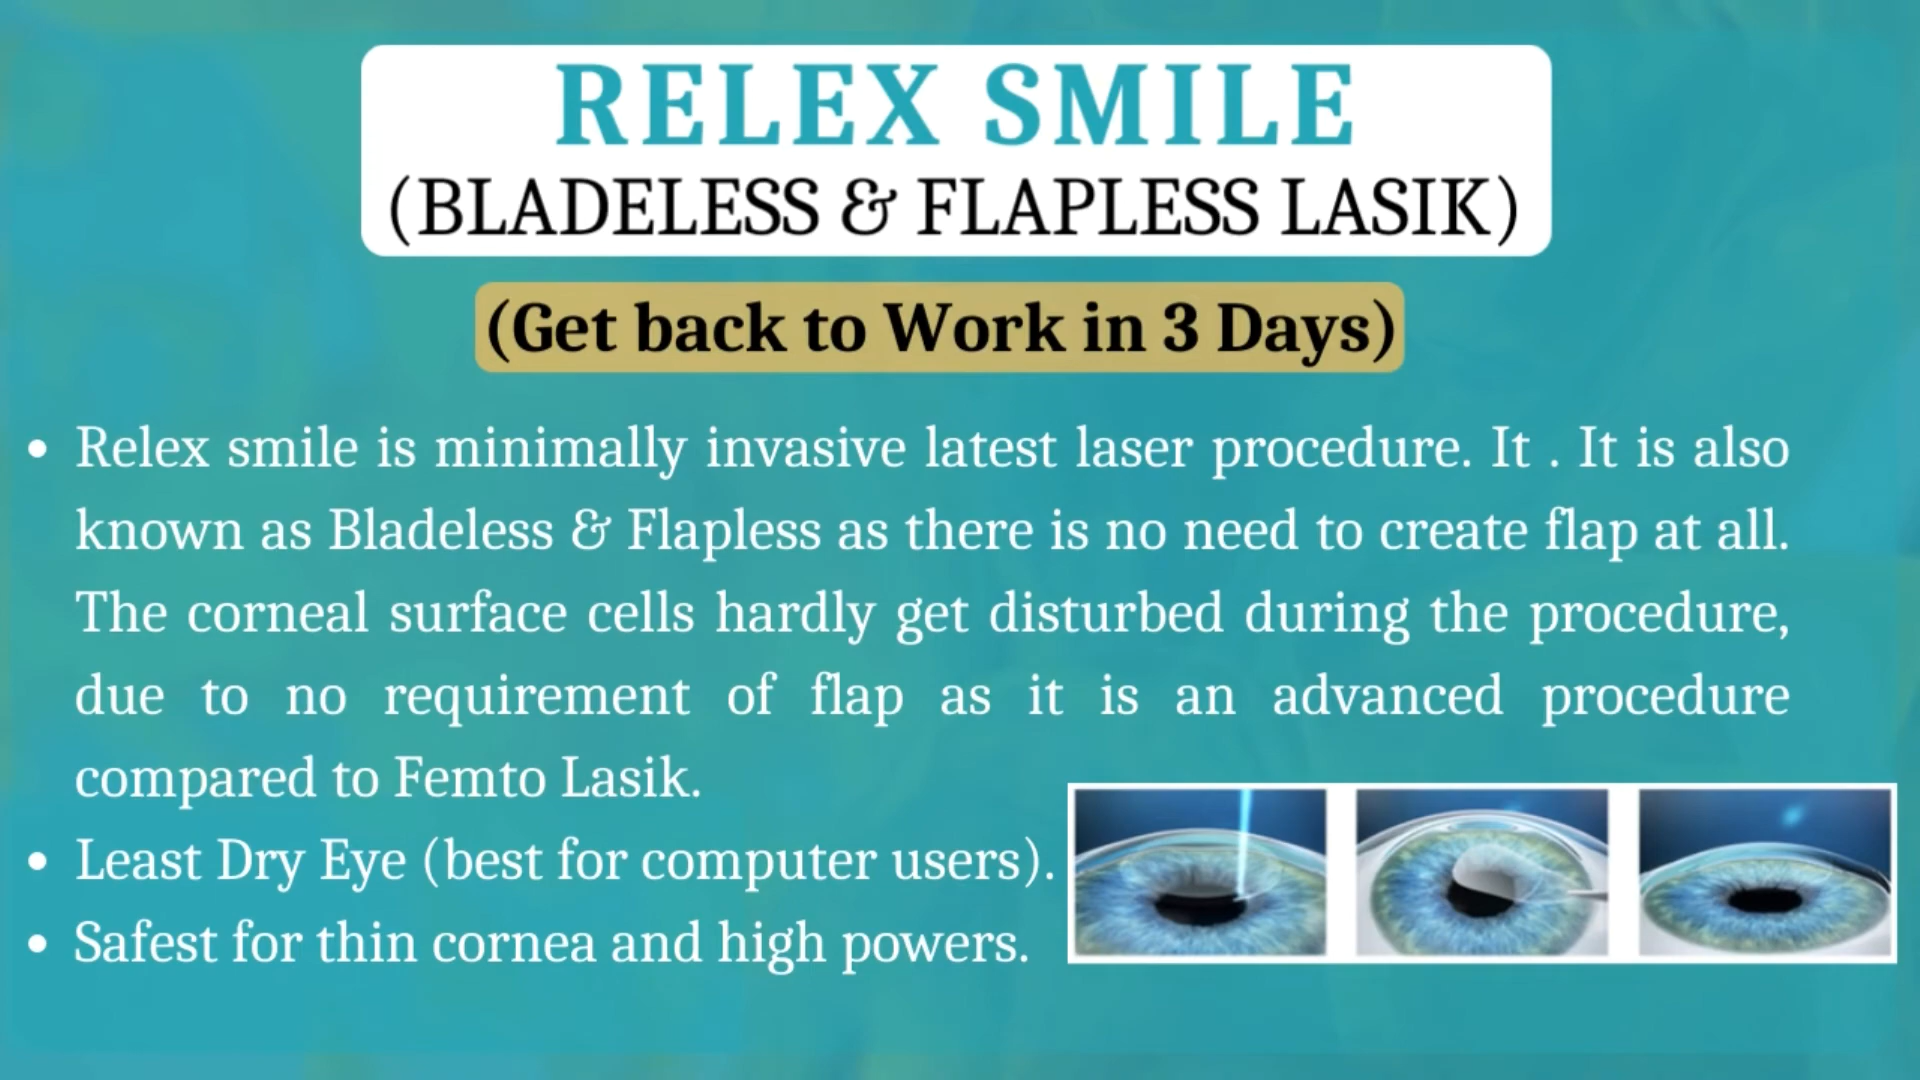 RELEX SMILE
(BLADELESS & FLAPLESS LASIK)
(Get back to Work in 3 Days)
• Relex smile is minimally invasive latest laser procedure. It . It is also
known as Bladeless & Flapless as there is no need to create flap at all.
The corneal surface cells hardly get disturbed during the procedure,
due to no requirement of flap as it is an advanced procedure
compared to Femto Lasik.
• Least Dry Eye (best for computer users).
• Safest for thin cornea and high powers.